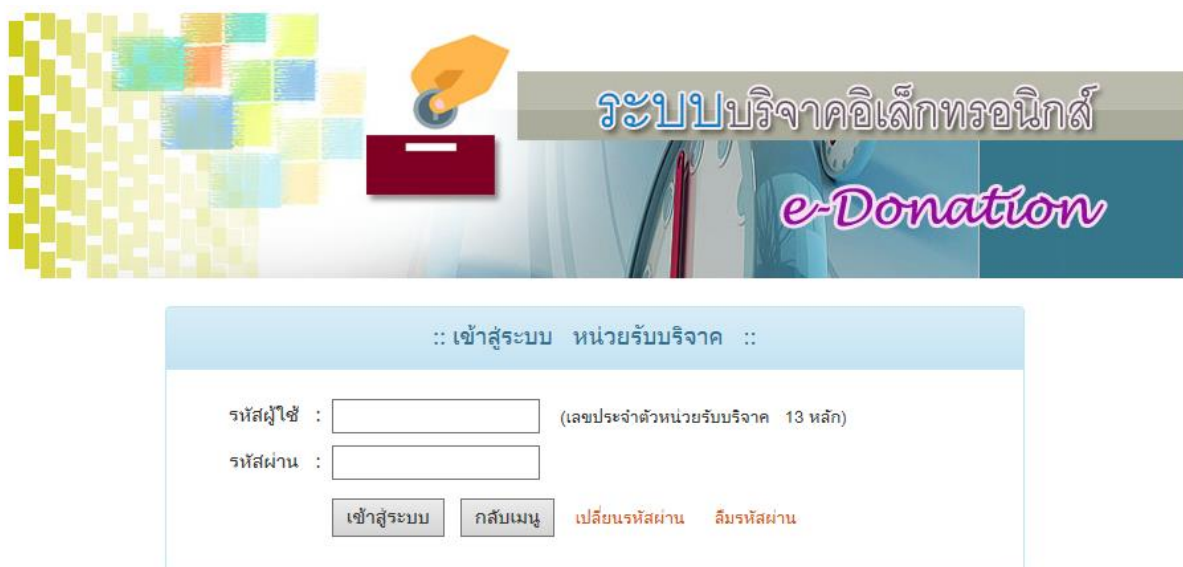 ระบบบริจาคอิเล็กทรอนิกส์
e-Donation
:: เข้าสู่ระบบ หน่วยรับบริจาค ::
รหัสผู้ใช้ : (เลขประจำตัวหน่วยรับบริจาค 13 หลัก)
รหัสผ่าน :
เข้าสู่ระบบ กลับเมนู เปลี่ยนรหัสผ่าน ลืมรหัสผ่าน